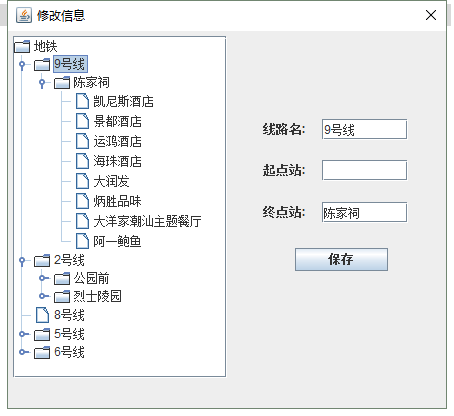 修改信息
地铁
9号线
陈家祠
凯尼斯酒店
景都酒店
运鸿酒店
海珠酒店
大润发
炳胜品味
大洋家潮汕主题餐厅
阿一鲍鱼
2号线
公园前
烈士陵园
8号线
5号线
6号线
线路名: 9号线
起点站:
终点站: 陈家祠
保存